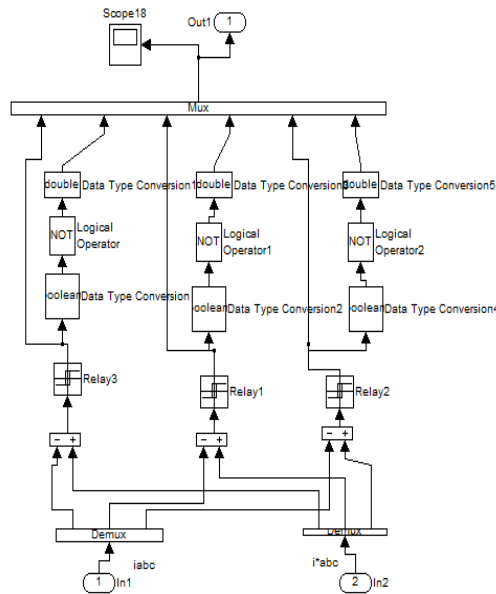 Scope18
Out1
1
Mux
double
Data Type Conversion1
double
Data Type Conversion3
double
Data Type Conversion5
NOT
Logical
Operator
NOT
Logical
Operator1
NOT
Logical
Operator2
oolean
Data Type Conversion
oolean
Data Type Conversion2
oolean
Data Type Conversion4
Relay3
Relay1
Relay2
- +
- +
- +
Demux
Demux
iabc
i*abc
1
In1
2
In2